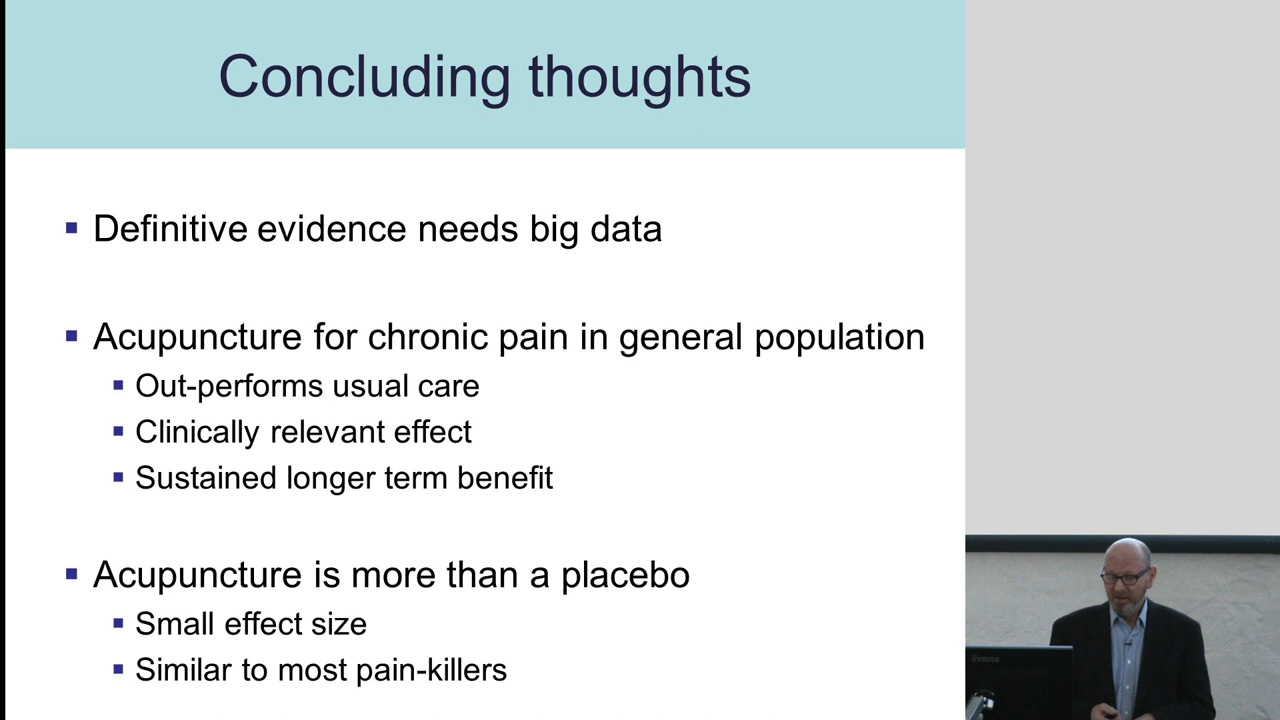 Concluding thoughts
Definitive evidence needs big data
Acupuncture for chronic pain in general population
Out-performs usual care
Clinically relevant effect
Sustained longer term benefit
Acupuncture is more than a placebo
Small effect size
Similar to most pain-killers
iiyama